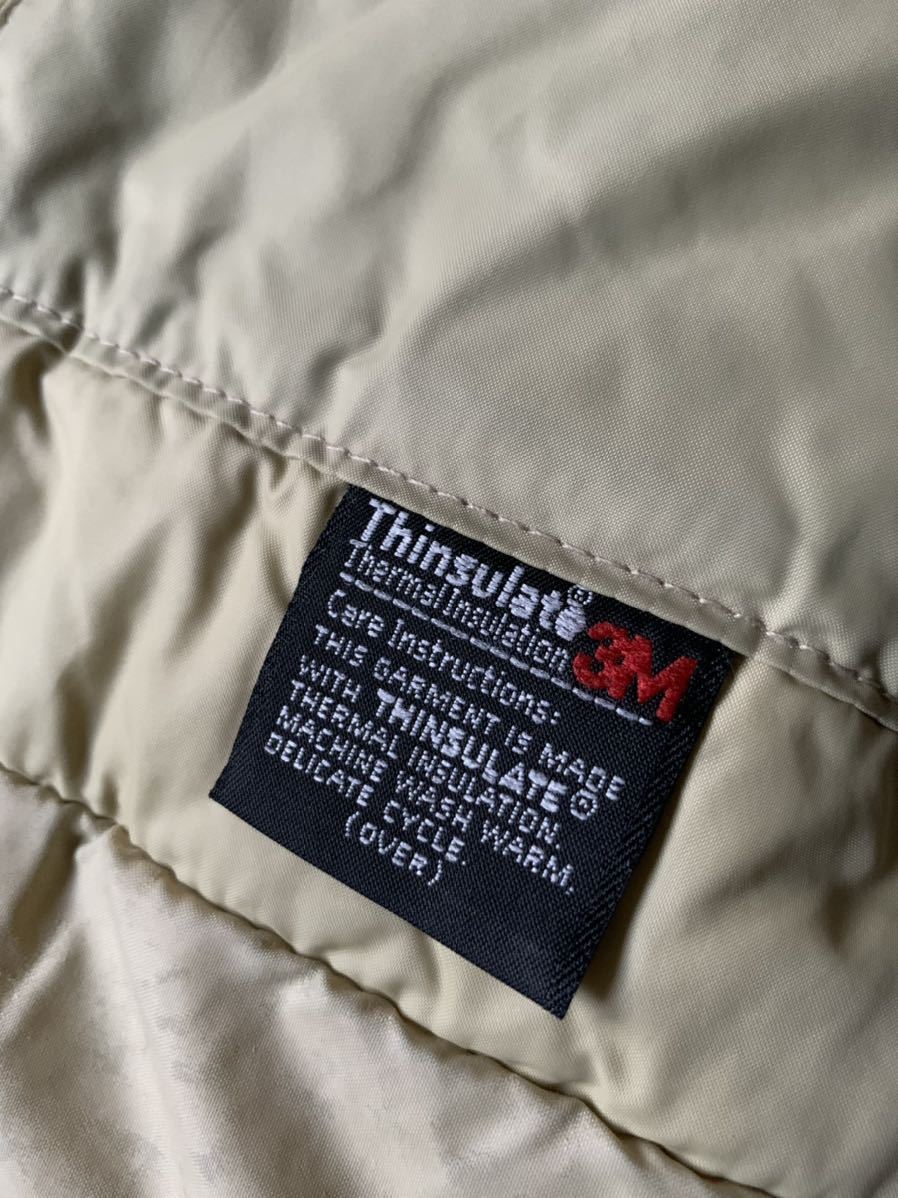 Thinsulate®
Thermal Insulation 3M
Care Instructions:
THIS GARMENT IS MADE
WITH THINSULATE®
THERMAL INSULATION.
MACHINE WASH WARM.
DELICATE CYCLE.
(OVER)